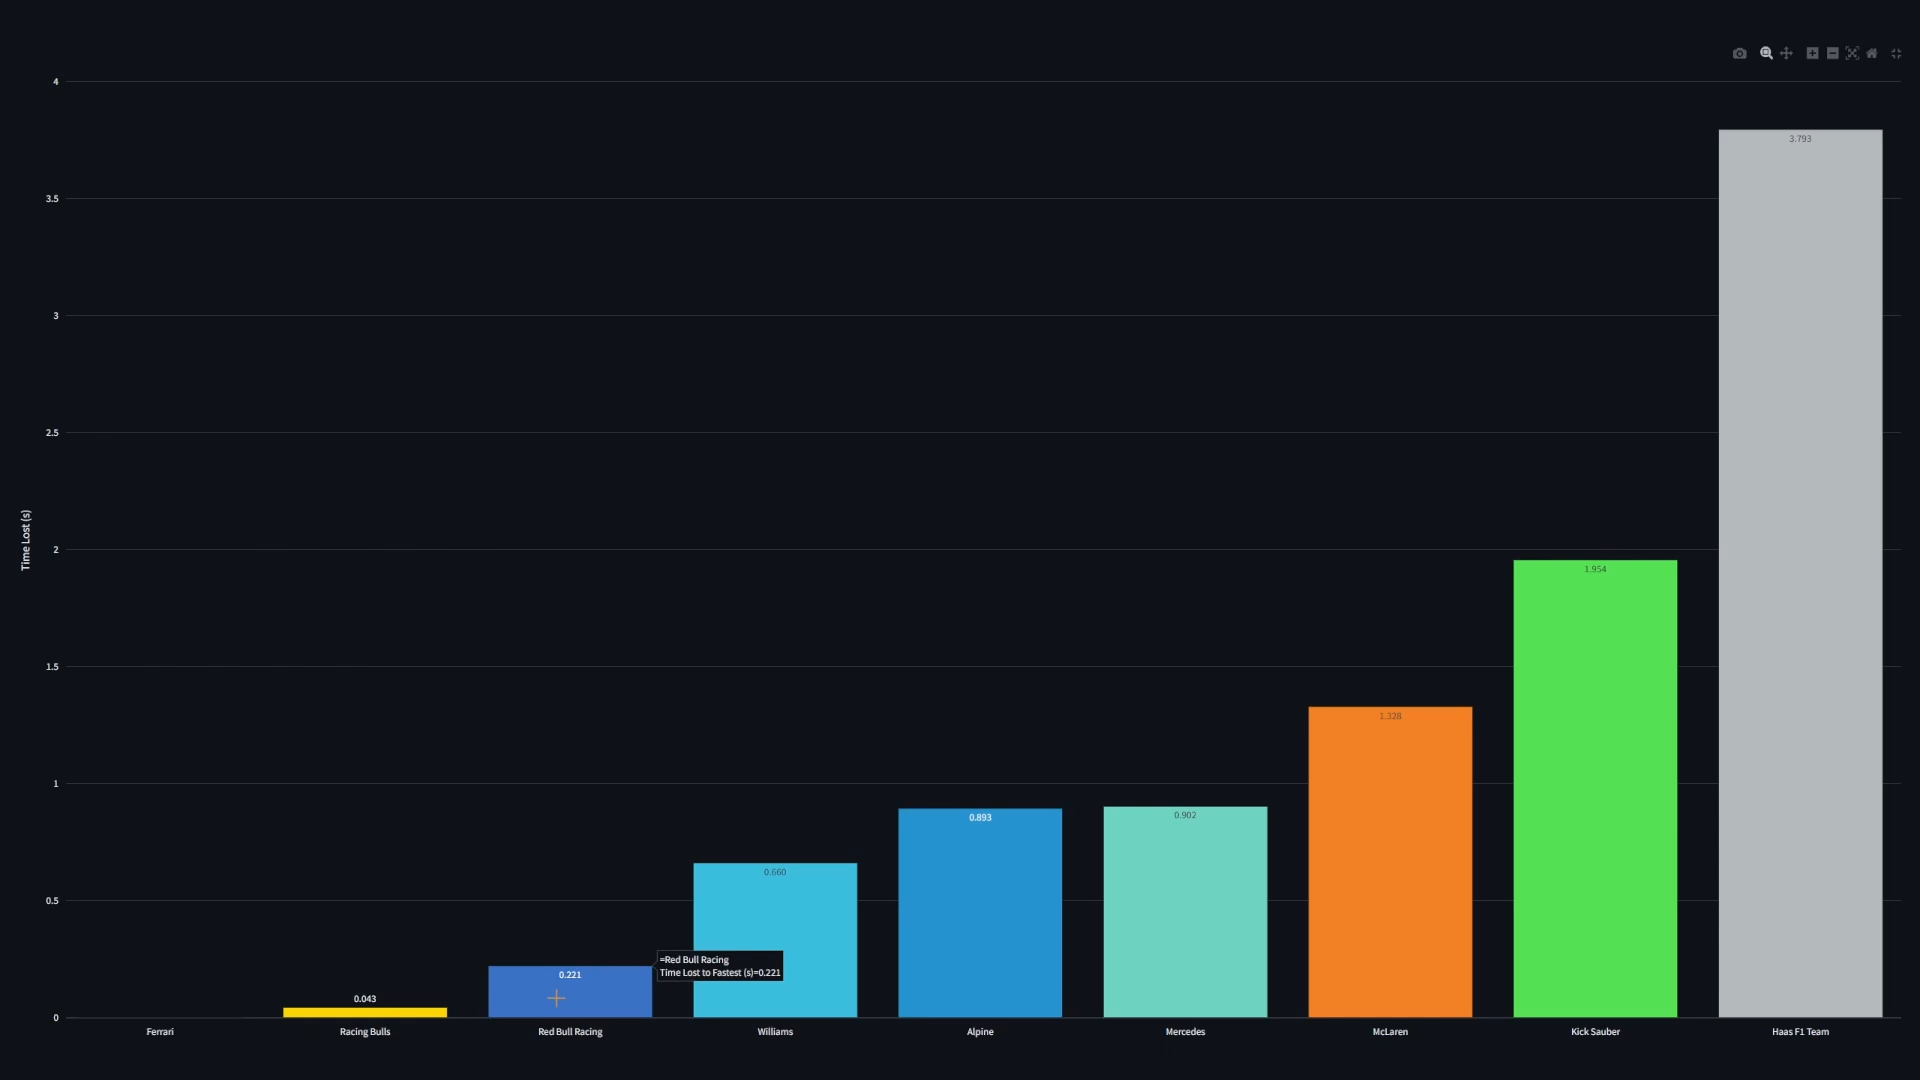 4
3.793
3.5
3
2.5
Time Lost (s)
2
1.954
1.5
1.328
1
0.893
0.902
0.660
0.5
=Red Bull Racing
Time Lost to Fastest (s)=0.221
0.221
0.043
0
Ferrari
Racing Bulls
Red Bull Racing
Williams
Alpine
Mercedes
McLaren
Kick Sauber
Haas F1 Team